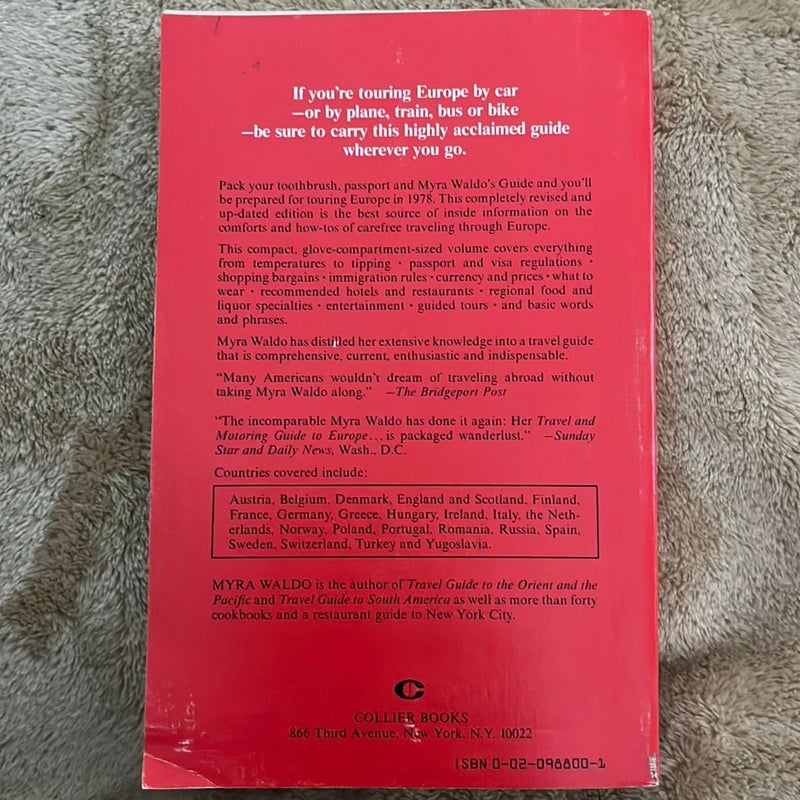 If you're touring Europe by car
—or by plane, train, bus or bike
—be sure to carry this highly acclaimed guide
wherever you go.
Pack your toothbrush, passport and Myra Waldo's Guide and you'll
be prepared for touring Europe in 1978. This completely revised and
up-dated edition is the best source of inside information on the
comforts and how-tos of carefree traveling through Europe.
This compact, glove-compartment-sized volume covers everything
from temperatures to tipping · passport and visa regulations ·
shopping bargains · immigration rules · currency and prices · what to
wear · recommended hotels and restaurants · regional food and
liquor specialties · entertainment · guided tours · and basic words
and phrases.
Myra Waldo has distilled her extensive knowledge into a travel guide
that is comprehensive, current, enthusiastic and indispensable.
"Many Americans wouldn't dream of traveling abroad without
taking Myra Waldo along." —The Bridgeport Post
"The incomparable Myra Waldo has done it again: Her Travel and
Motoring Guide to Europe...is packaged wanderlust." —Sunday
Star and Daily News, Wash., D.C.
Countries covered include:
Austria, Belgium, Denmark, England and Scotland, Finland,
France, Germany, Greece, Hungary, Ireland, Italy, the Neth-
erlands, Norway, Poland, Portugal, Romania, Russia, Spain,
Sweden, Switzerland, Turkey and Yugoslavia.
MYRA WALDO is the author of Travel Guide to the Orient and the
Pacific and Travel Guide to South America as well as more than forty
cookbooks and a restaurant guide to New York City.
COLLIER BOOKS
866 Third Avenue, New York, N.Y. 10022
ISBN 0-02-098800-1